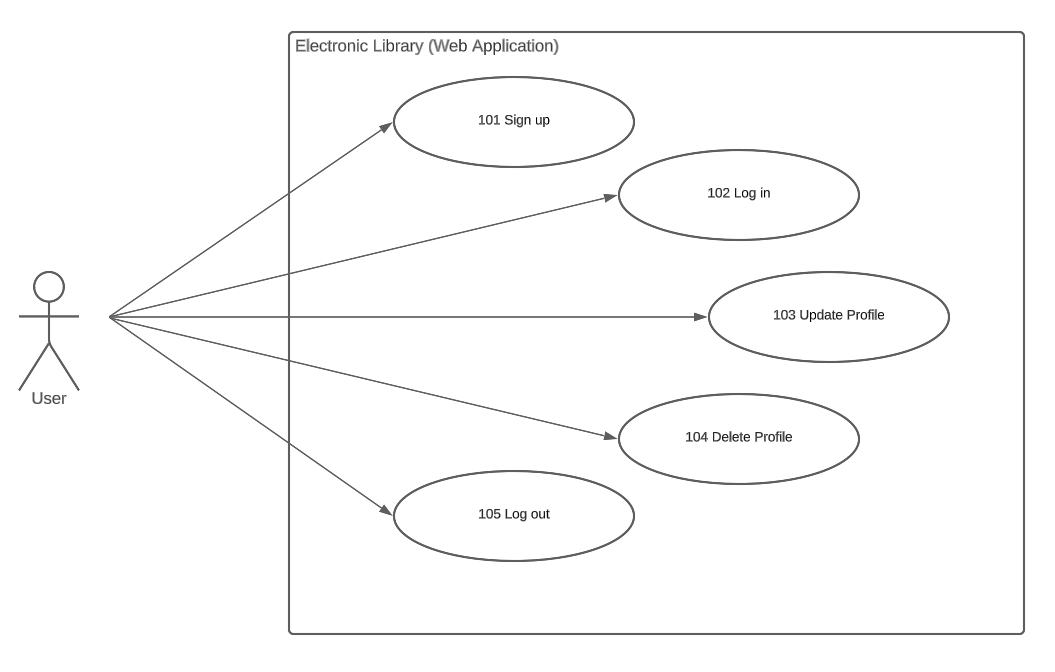 Electronic Library (Web Application)
101 Sign up
102 Log in
103 Update Profile
User
104 Delete Profile
105 Log out